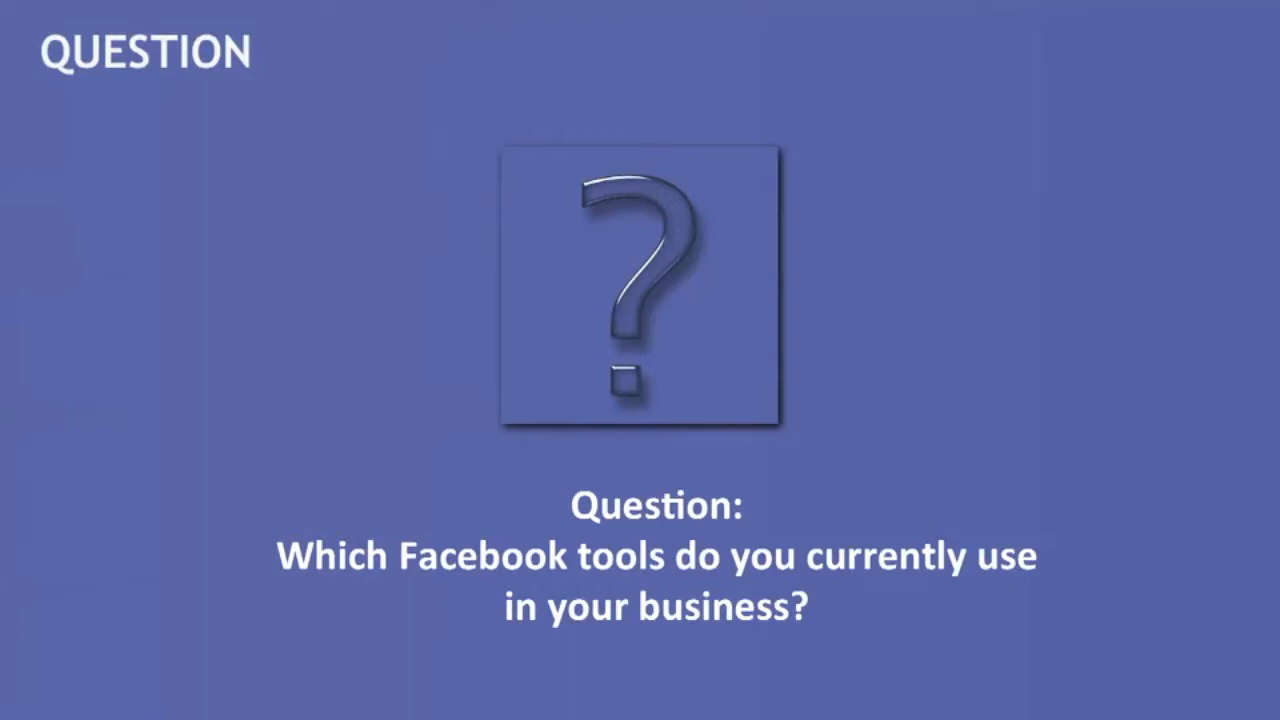 QUESTION
?
Question:
Which Facebook tools do you currently use
in your business?